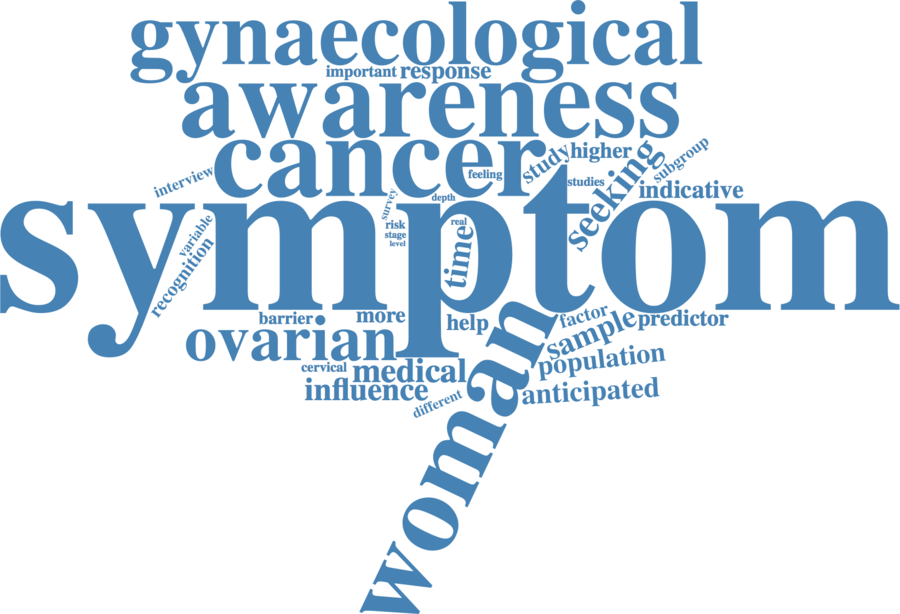 gynaecological
important response
awareness
cancer
feeling
study
higher
seeking
subgroup
interview
studies
indicative
depth
survey
symptom
risk
stage
level
real
time
variable
recognition
barrier
more
help
factor
predictor
ovarian
sample
population
cervical
medical
influence
different
anticipated
woman